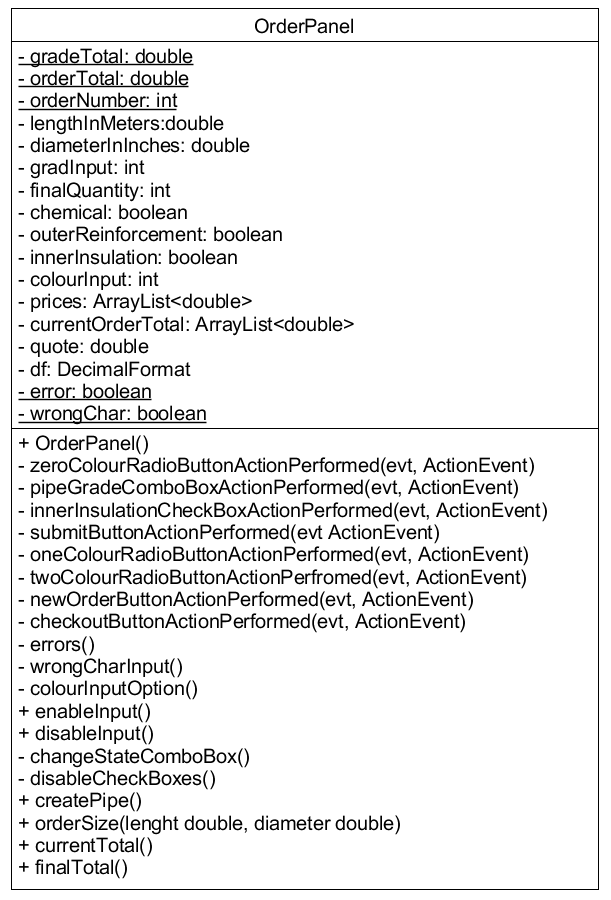 OrderPanel
- gradeTotal: double
- orderTotal: double
- orderNumber: int
- lengthInMeters:double
- diameterInInches: double
- gradInput: int
- finalQuantity: int
- chemical: boolean
- outerReinforcement: boolean
- innerInsulation: boolean
- colourInput: int
- prices: ArrayList<double>
- currentOrderTotal: ArrayList<double>
- quote: double
- df: DecimalFormat
- error: boolean
- wrongChar: boolean
+ OrderPanel()
- zeroColourRadioButtonActionPerformed(evt, ActionEvent)
- pipeGradeComboBoxActionPerformed(evt, ActionEvent)
- innerInsulationCheckBoxActionPerformed(evt, ActionEvent)
- submitButtonActionPerformed(evt ActionEvent)
- oneColourRadioButtonActionPerformed(evt, ActionEvent)
- twoColourRadioButtonActionPerfromed(evt, ActionEvent)
- newOrderButtonActionPerformed(evt, ActionEvent)
- checkoutButtonActionPerformed(evt, ActionEvent)
- errors()
- wrongCharInput()
- colourInputOption()
+ enableInput()
+ disableInput()
- changeStateComboBox()
- disableCheckBoxes()
+ createPipe()
+ orderSize(lenght double, diameter double)
+ currentTotal()
+ finalTotal()